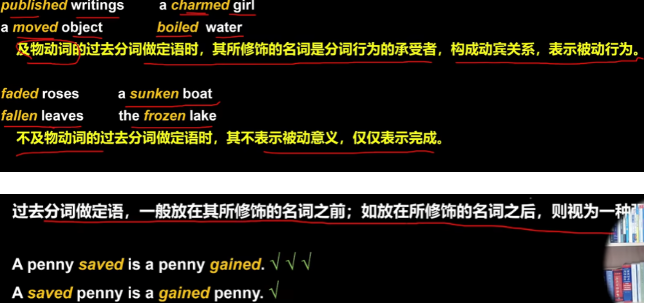 published writings a charmed girl
a moved object boiled water
及物动词的过去分词做定语时，其所修饰的名词是分词行为的承受者，构成动宾关系，表示被动行为。
faded roses a sunken boat
fallen leaves the frozen lake
不及物动词的过去分词做定语时，其不表示被动意义，仅仅表示完成。
过去分词做定语，一般放在其所修饰的名词之前；如放在所修饰的名词之后，则视为一种
A penny saved is a penny gained. √ √ √
A saved penny is a gained penny. √